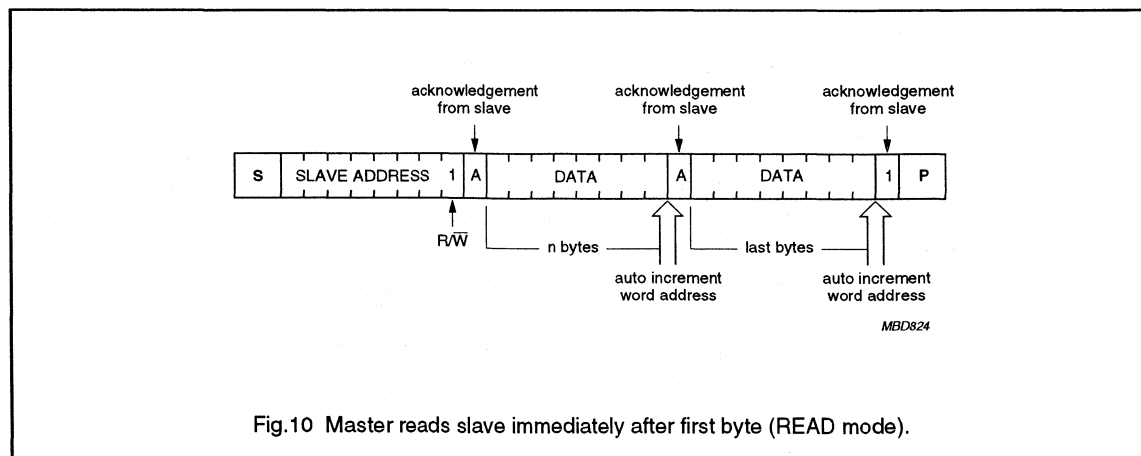 acknowledgement acknowledgement acknowledgement
from slave from slave from slave
S SLAVE ADDRESS 1 A DATA A DATA 1 P
R/W̅ n bytes last bytes
auto increment auto increment
word address word address
MBD824
Fig.10 Master reads slave immediately after first byte (READ mode).